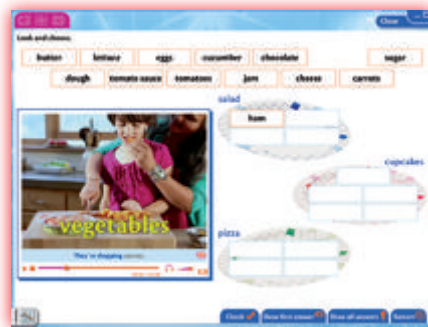 Close
Look and choose.
butter lettuce eggs cucumber chocolate sugar
dough tomato sauce tomatoes jam cheese carrots
salad
ham
cupcakes
vegetables
pizza
They're chopping
Check Show first answer Show all answers